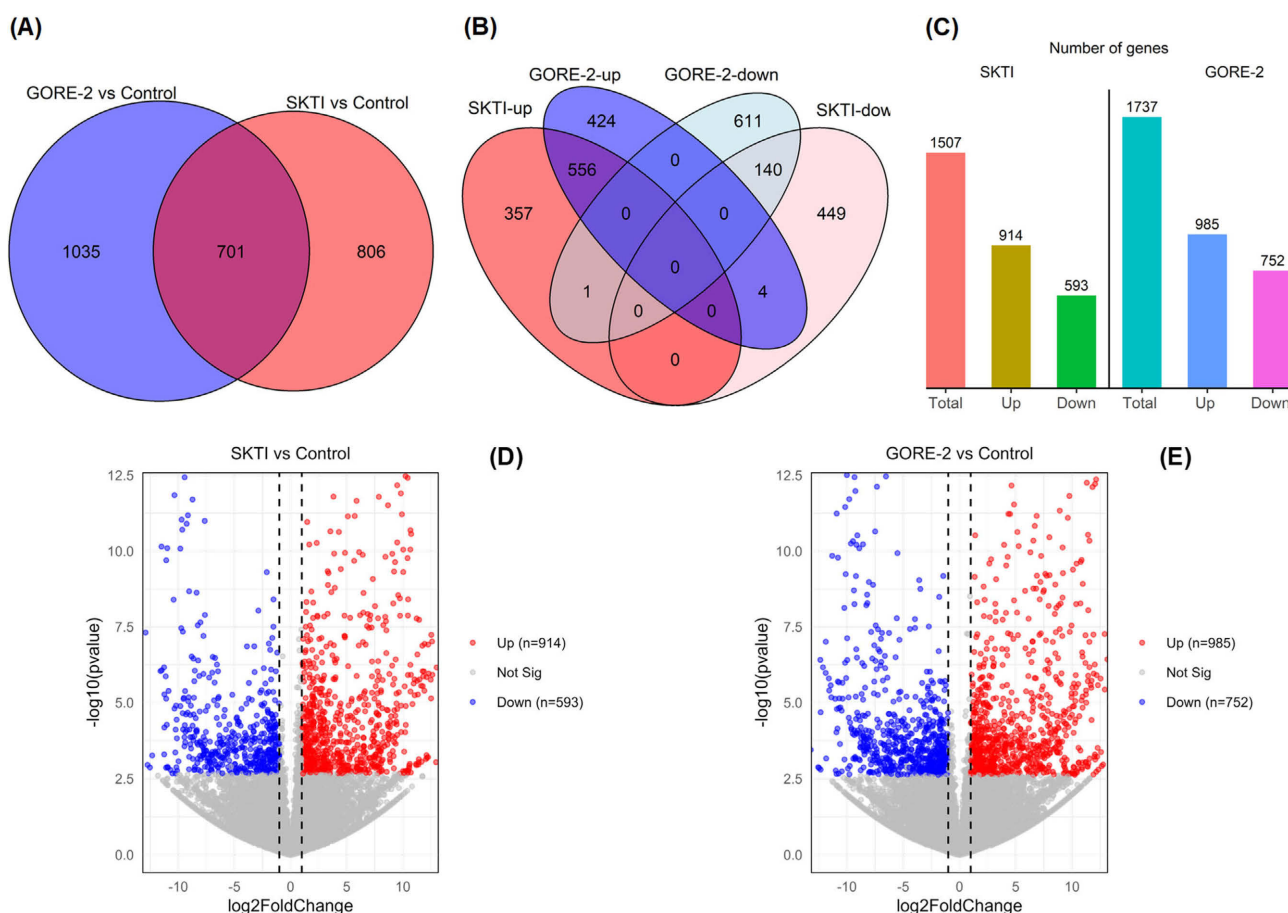 (A)
GORE-2 vs Control
SKTI vs Control
1035
701
806
(B)
GORE-2-up
GORE-2-down
SKTI-up
SKTI-dow
424
611
0
556
140
357
0
0
449
0
1
4
0
0
0
(C)
Number of genes
SKTI
GORE-2
1507
914
593
1737
985
752
Total
Up
Down
Total
Up
Down
SKTI vs Control
(D)
12.5
10.0
7.5
5.0
2.5
0.0
-log10(pvalue)
-10
-5
0
5
10
log2FoldChange
Up (n=914)
Not Sig
Down (n=593)
GORE-2 vs Control
(E)
12.5
10.0
7.5
5.0
2.5
0.0
-log10(pvalue)
-10
-5
0
5
10
log2FoldChange
Up (n=985)
Not Sig
Down (n=752)